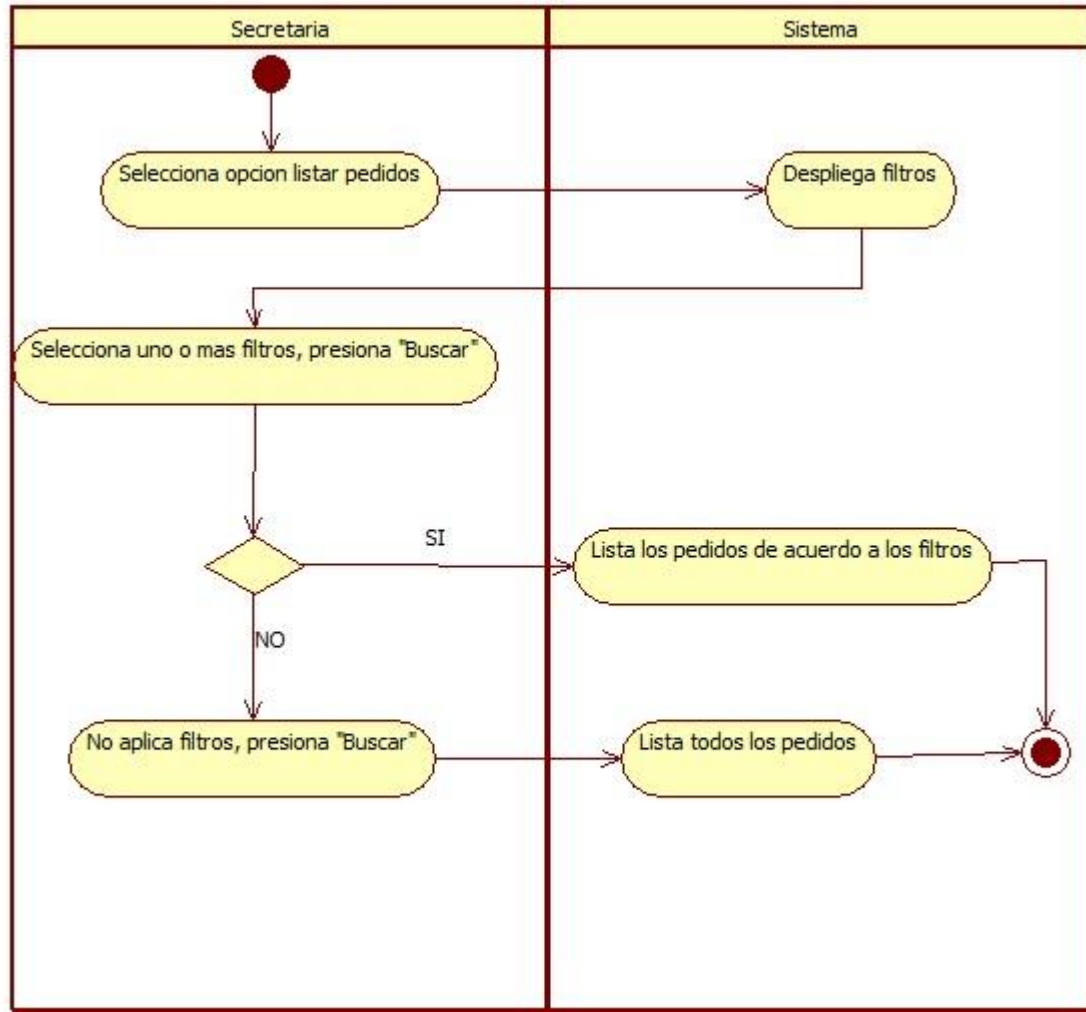 Secretaria
Sistema
Selecciona opcion listar pedidos
Despliega filtros
Selecciona uno o mas filtros, presiona "Buscar"
SI
Lista los pedidos de acuerdo a los filtros
NO
No aplica filtros, presiona "Buscar"
Lista todos los pedidos